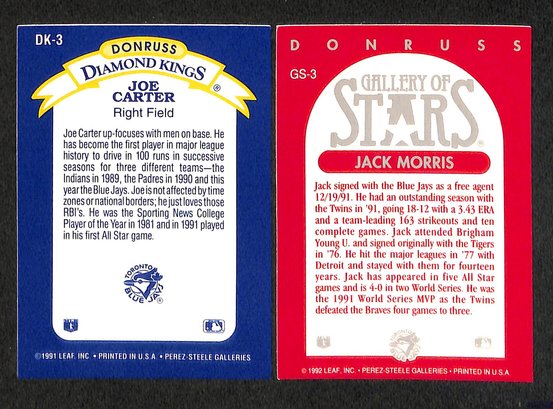 DK-3
DONRUSS
DIAMOND KINGS®
JOE
CARTER
Right Field
Joe Carter up-focuses with men on base. He
has become the first player in major league
history to drive in 100 runs in successive
seasons for three different teams—the
Indians in 1989, the Padres in 1990 and this
year the Blue Jays. Joe is not affected by time
zones or national borders; he just loves those
RBI's. He was the Sporting News College
Player of the Year in 1981 and in 1991 played
in his first All Star game.
TORONTO
BLUE JAYS
©1991 LEAF, INC. • PRINTED IN U.S.A. • PEREZ-STEELE GALLERIES
DONRUSS
GS-3
GALLERY OF
STARS®
JACK MORRIS
Jack signed with the Blue Jays as a free agent
12/19/91. He had an outstanding season with
the Twins in '91, going 18-12 with a 3.43 ERA
and a team-leading 163 strikeouts and ten
complete games. Jack attended Brigham
Young U. and signed originally with the Tigers
in '76. He hit the major leagues in '77 with
Detroit and stayed with them for fourteen
years. Jack has appeared in five All Star
games and is 4-0 in two World Series. He was
the 1991 World Series MVP as the Twins
defeated the Braves four games to three.
TORONTO
BLUE JAYS
©1992 LEAF, INC. • PEREZ-STEELE GALLERIES • PRINTED IN U.S.A.